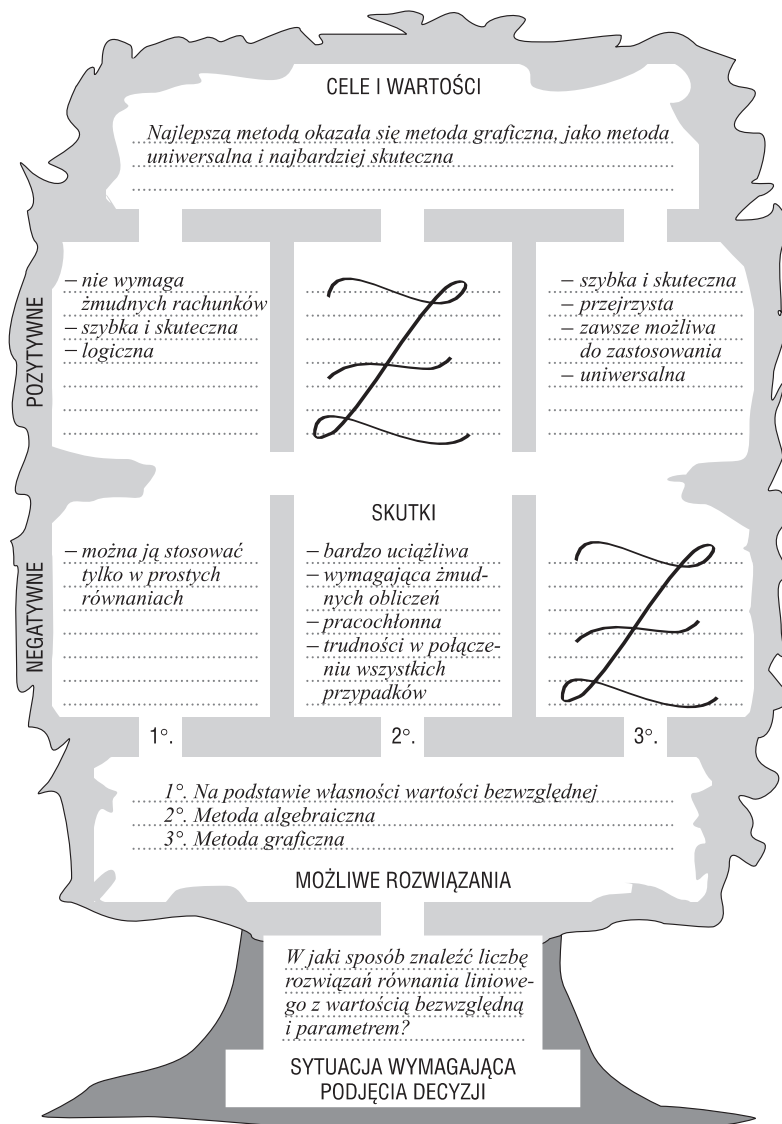 CELE I WARTOŚCI
Najlepszą metodą okazała się metoda graficzna, jako metoda
uniwersalna i najbardziej skuteczna
POZYTYWNE
– nie wymaga
żmudnych rachunków
– szybka i skuteczna
– logiczna
– szybka i skuteczna
– przejrzysta
– zawsze możliwa
do zastosowania
– uniwersalna
SKUTKI
NEGATYWNE
– można ją stosować
tylko w prostych
równaniach
– bardzo uciążliwa
– wymagająca żmud-
nych obliczeń
– pracochłonna
– trudności w połącze-
niu wszystkich
przypadków
1°.
2°.
3°.
1°. Na podstawie własności wartości bezwzględnej
2°. Metoda algebraiczna
3°. Metoda graficzna
MOŻLIWE ROZWIĄZANIA
W jaki sposób znaleźć liczbę
rozwiązań równania liniowe-
go z wartością bezwzględną
i parametrem?
SYTUACJA WYMAGAJĄCA
PODJĘCIA DECYZJI